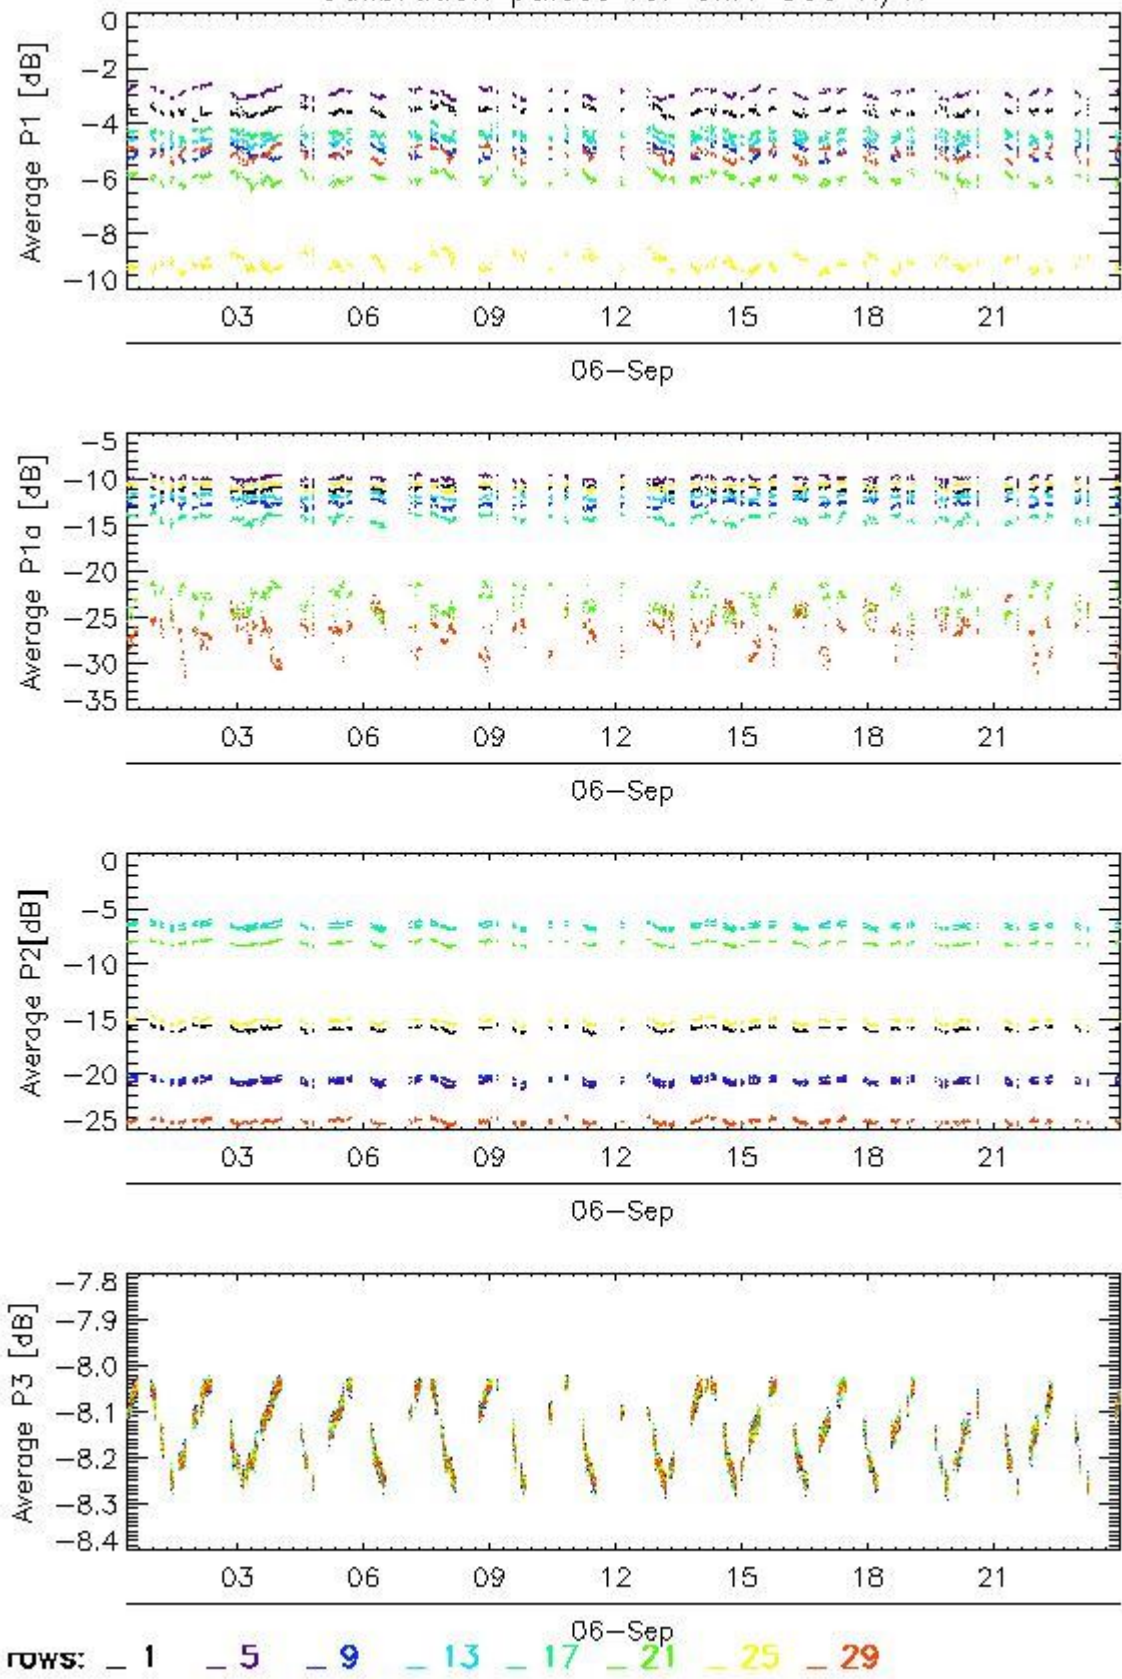 0
-2
-4
-6
-8
-10
Average P1 [dB]
03 06 09 12 15 18 21
06-Sep
-5
-10
-15
-20
-25
-30
-35
Average P1a [dB]
03 06 09 12 15 18 21
06-Sep
0
-5
-10
-15
-20
-25
Average P2[dB]
03 06 09 12 15 18 21
06-Sep
-7.8
-7.9
-8.0
-8.1
-8.2
-8.3
-8.4
Average P3 [dB]
03 06 09 12 15 18 21
06-Sep
rows: _ 1 _ 5 _ 9 _ 13 _ 17 _ 21 _ 25 _ 29